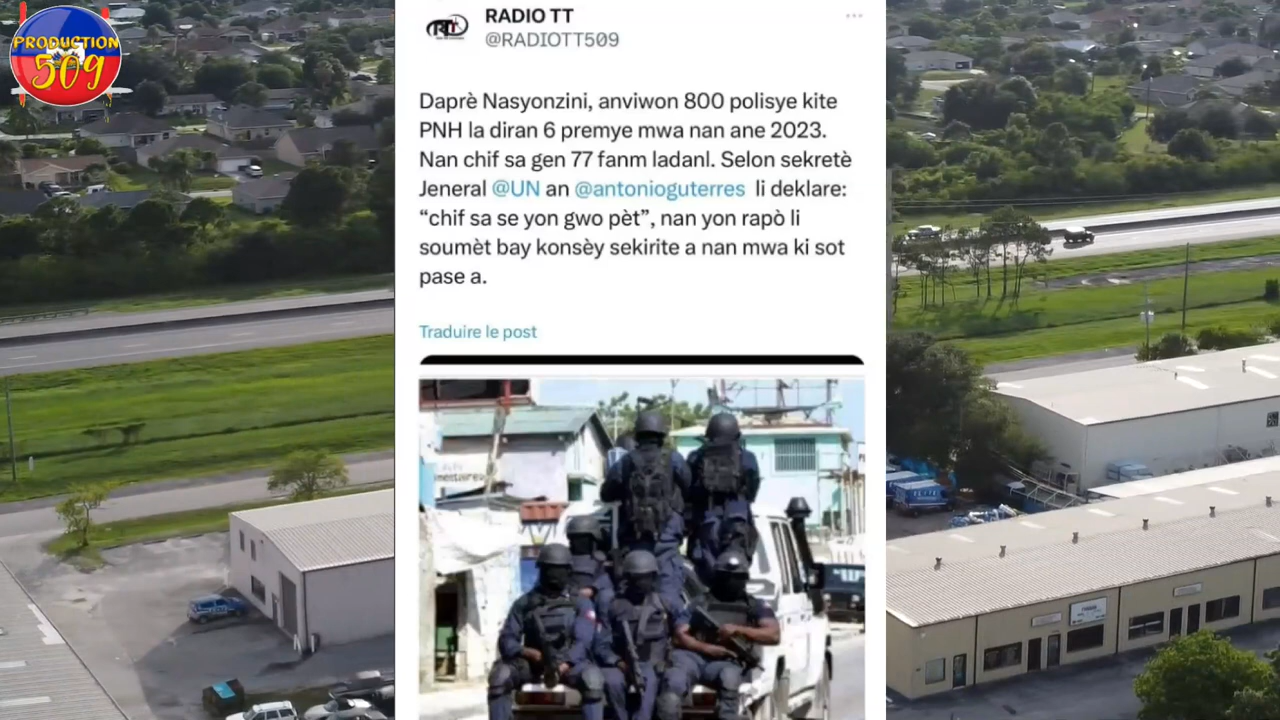 PRODUCTION
509
RADIO TT
@RADIOTT509
Daprè Nasyonzini, anviwon 800 polisye kite
PNH la diran 6 premye mwa nan ane 2023.
Nan chif sa gen 77 fanm ladanl. Selon sekretè
Jeneral @UN an @antonioguterres li deklare:
“chif sa se yon gwo pèt”, nan yon rapò li
soumèt bay konsèy sekirite a nan mwa ki sot
pase a.
Traduire le post